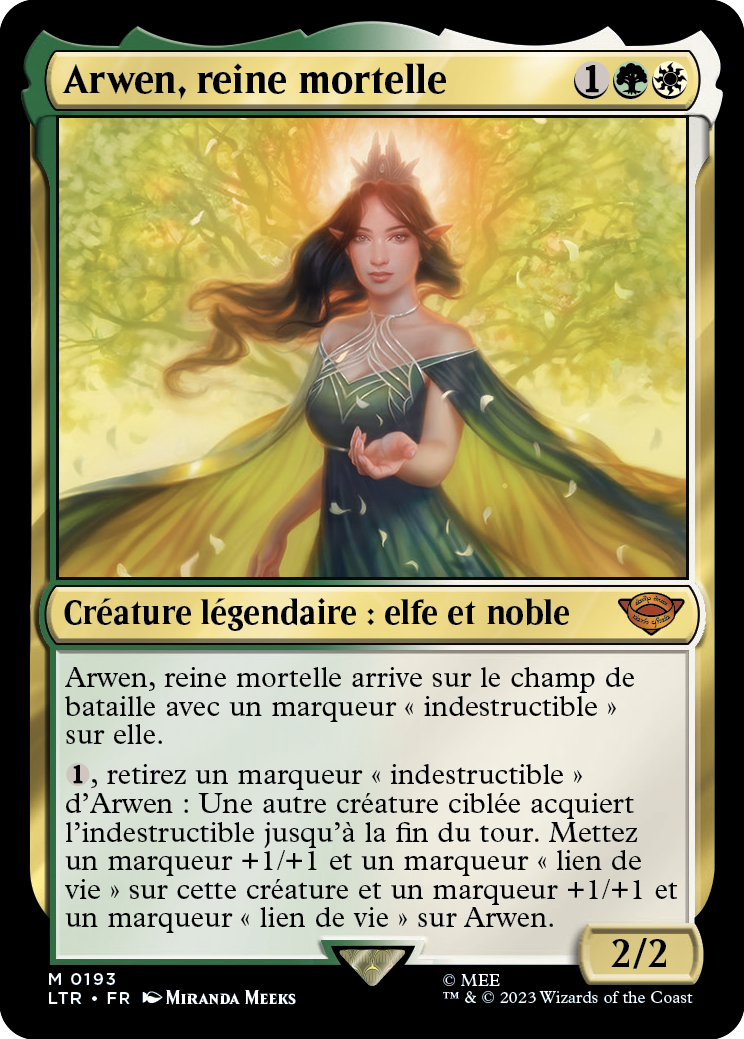 Arwen, reine mortelle 1
Créature légendaire : elfe et noble
Arwen, reine mortelle arrive sur le champ de
bataille avec un marqueur « indestructible »
sur elle.
1, retirez un marqueur « indestructible »
d'Arwen : Une autre créature ciblée acquiert
l'indestructible jusqu'à la fin du tour. Mettez
un marqueur +1/+1 et un marqueur « lien de
vie » sur cette créature et un marqueur +1/+1 et
un marqueur « lien de vie » sur Arwen.
2/2
M 0193
LTR • FR Miranda Meeks
© MEE
™ & © 2023 Wizards of the Coast